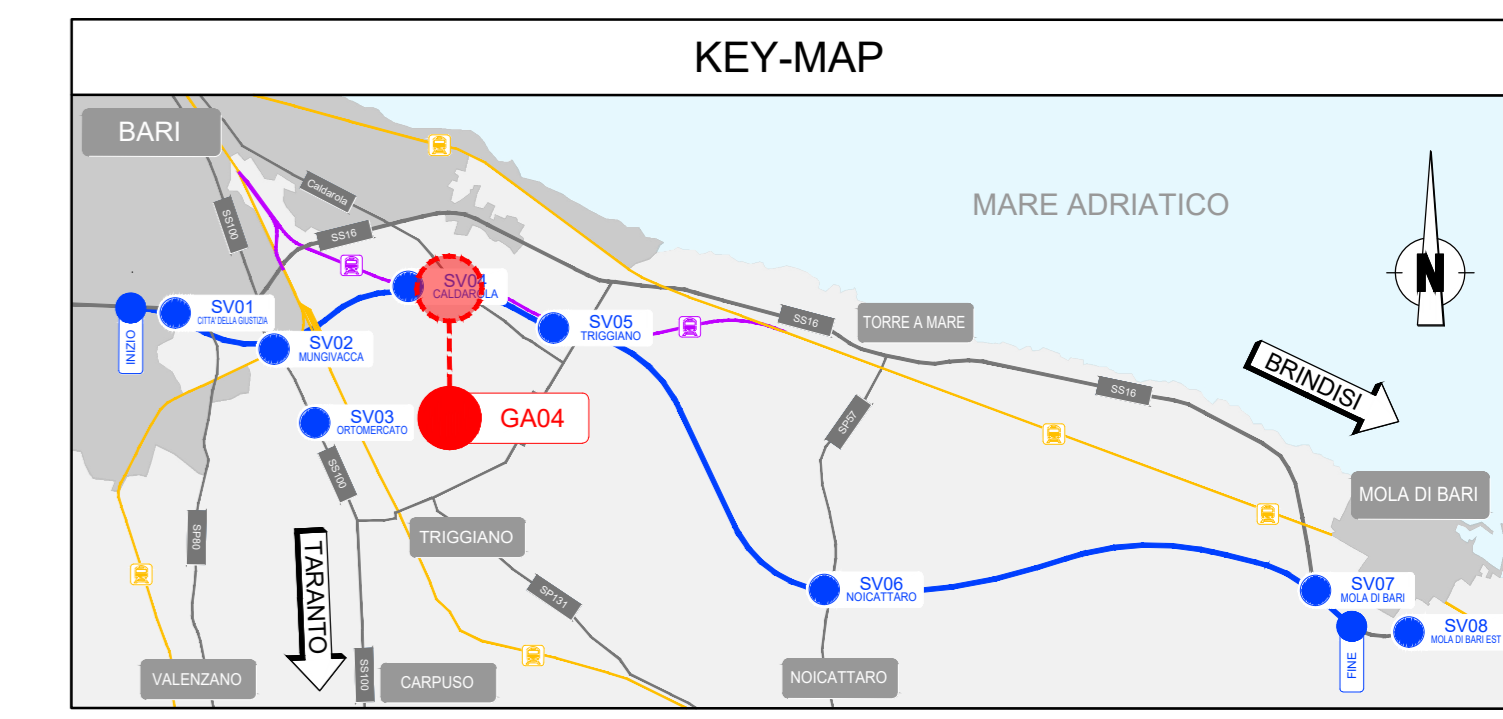 KEY-MAP
BARI
MARE ADRIATICO
N
Caldarola
SS100
SS16
SV04
CALDAROLA
SV01
CITTA' DELLA GIUSTIZIA
INIZIO
SV02
MUNGIVACCA
SV05
TRIGGIANO
SS16
TORRE A MARE
BRINDISI
SS16
SV03
ORTOMERCATO
GA04
SP57
SS100
SP80
MOLA DI BARI
TARANTO
TRIGGIANO
SP131
SV06
NOICATTARO
SV07
MOLA DI BARI
SV08
MOLA DI BARI EST
FINE
VALENZANO
SS100
CARPUSO
NOICATTARO